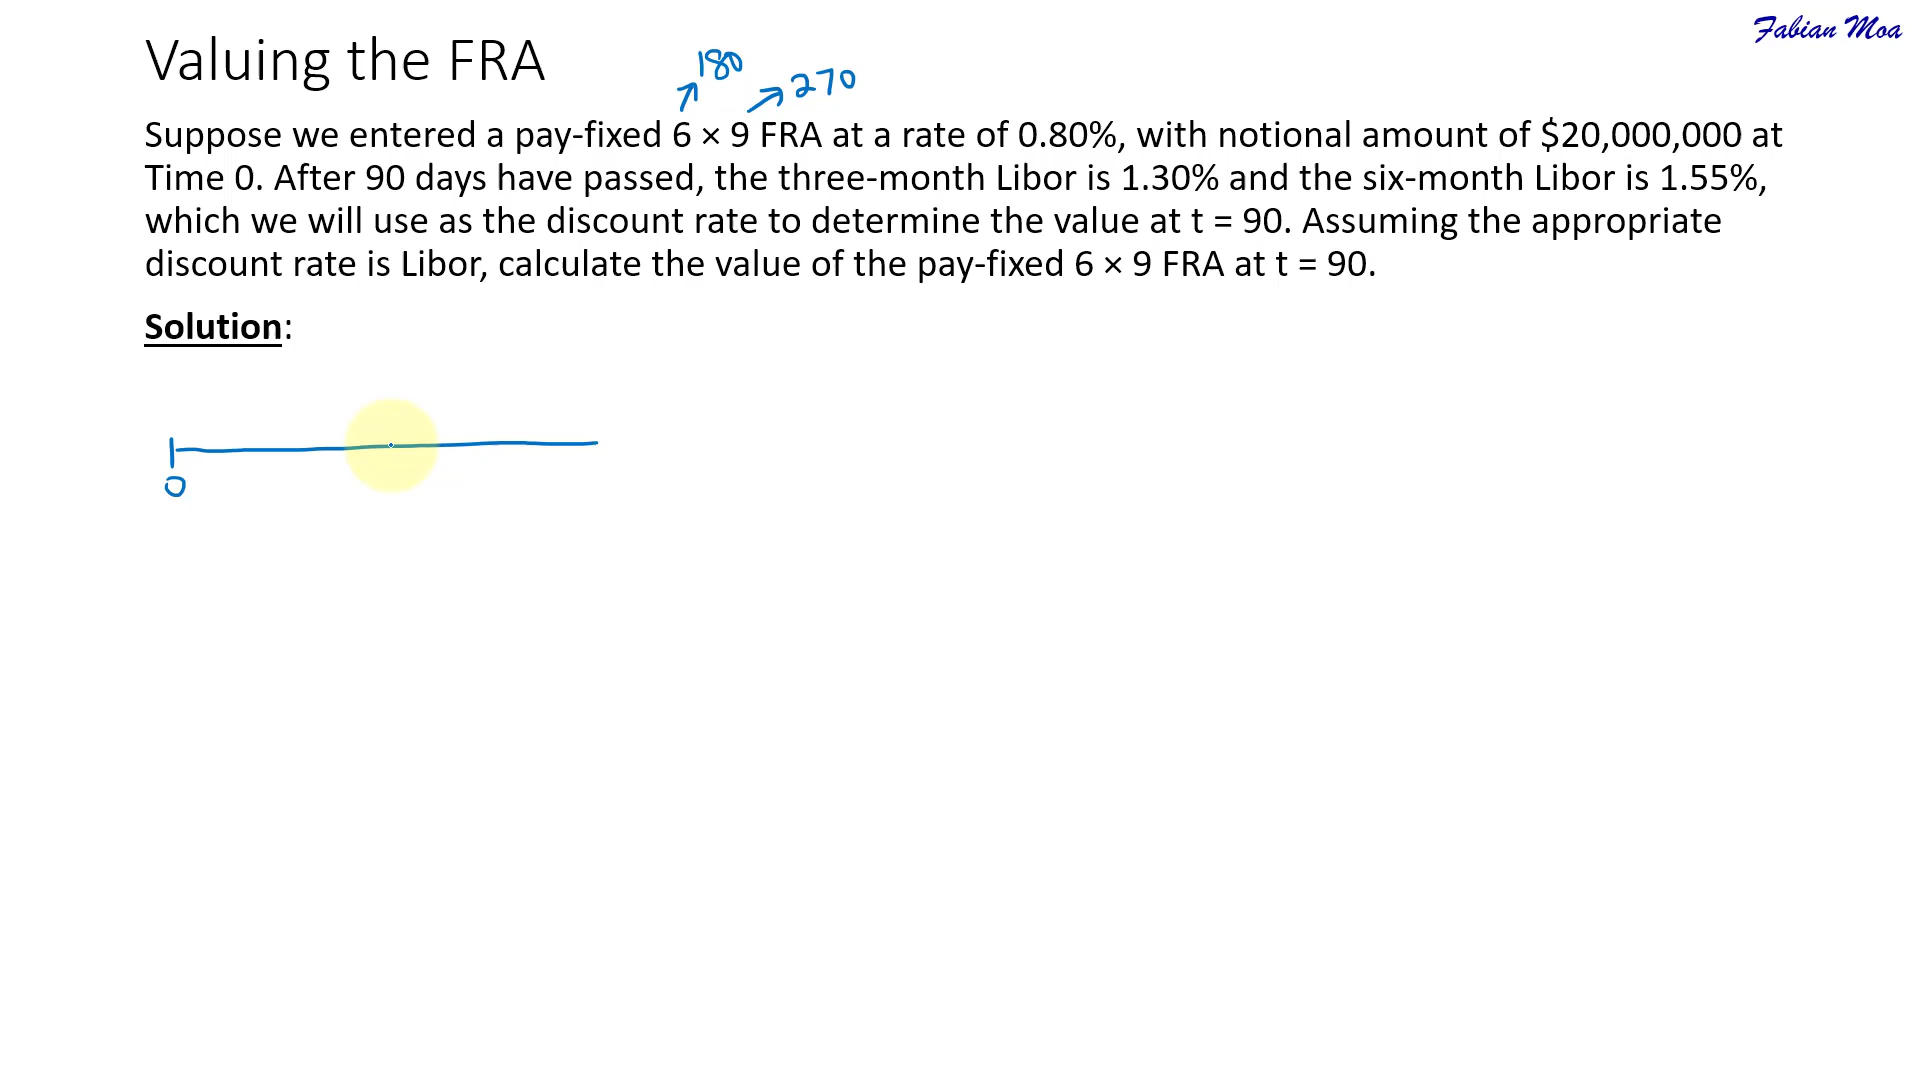 Fabian Moa
Valuing the FRA
180
270
Suppose we entered a pay-fixed 6 × 9 FRA at a rate of 0.80%, with notional amount of $20,000,000 at
Time 0. After 90 days have passed, the three-month Libor is 1.30% and the six-month Libor is 1.55%,
which we will use as the discount rate to determine the value at t = 90. Assuming the appropriate
discount rate is Libor, calculate the value of the pay-fixed 6 × 9 FRA at t = 90.
Solution:
0